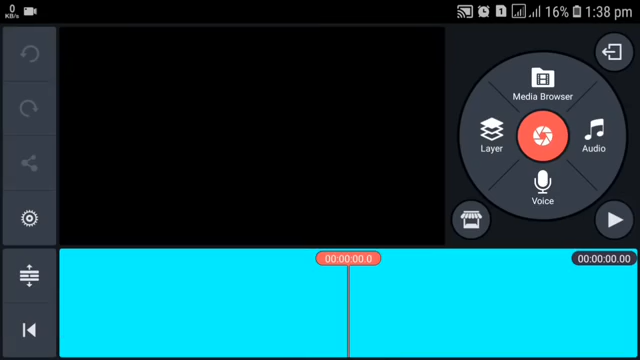 0
KB/s
1
16%
1:38 pm
Media Browser
Layer
Audio
Voice
00:00:00.0
00:00:00.00